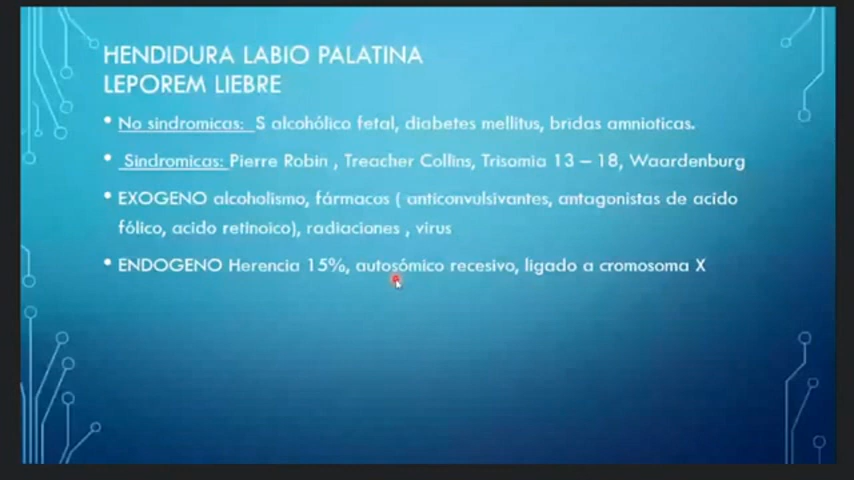 HENDIDURA LABIO PALATINA
LEPOREM LIEBRE
• No sindromicas: S alcohólico fetal, diabetes mellitus, bridas amnioticas.
• Sindromicas: Pierre Robin , Treacher Collins, Trisomia 13 – 18, Waardenburg
• EXOGENO alcoholismo, fármacos ( anticonvulsivantes, antagonistas de acido
fólico, acido retinoico), radiaciones , virus
• ENDOGENO Herencia 15%, autosómico recesivo, ligado a cromosoma X